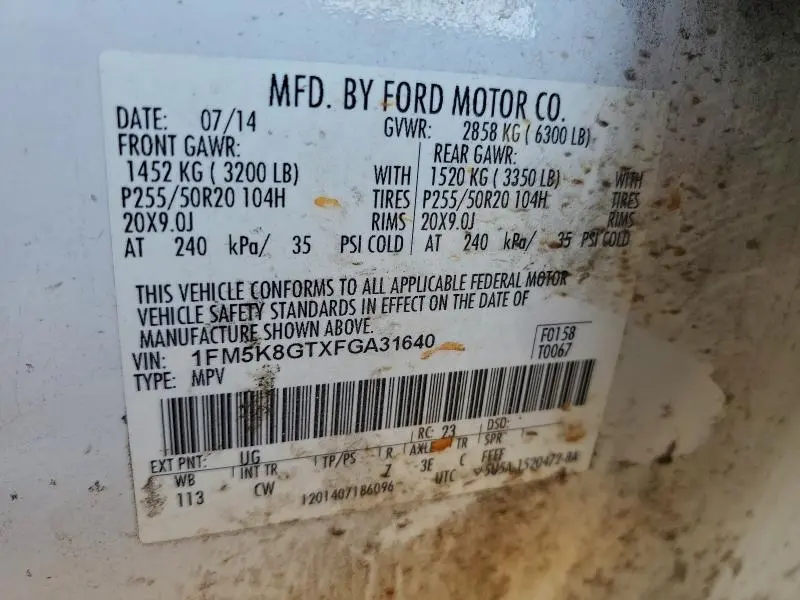 MFD. BY FORD MOTOR CO.
DATE: 07/14 GVWR: 2858 KG ( 6300 LB)
FRONT GAWR: REAR GAWR:
1452 KG ( 3200 LB) WITH 1520 KG ( 3350 LB) WITH
P255/50R20 104H TIRES P255/50R20 104H TIRES
20X9.0J RIMS 20X9.0J RIMS
AT 240 kPa/ 35 PSI COLD AT 240 kPa/ 35 PSI COLD
THIS VEHICLE CONFORMS TO ALL APPLICABLE FEDERAL MOTOR
VEHICLE SAFETY STANDARDS IN EFFECT ON THE DATE OF
MANUFACTURE SHOWN ABOVE.
VIN: 1FM5K8GTXFGA31640 F0158
TYPE: MPV T0067
EXT PNT: UG RC: 23 DSO:
WB INT TR TP/PS R AXLE TR SPR
113 CW Z 3E C FEFF
1201407186096 UTC 5U5A-1520472-BA